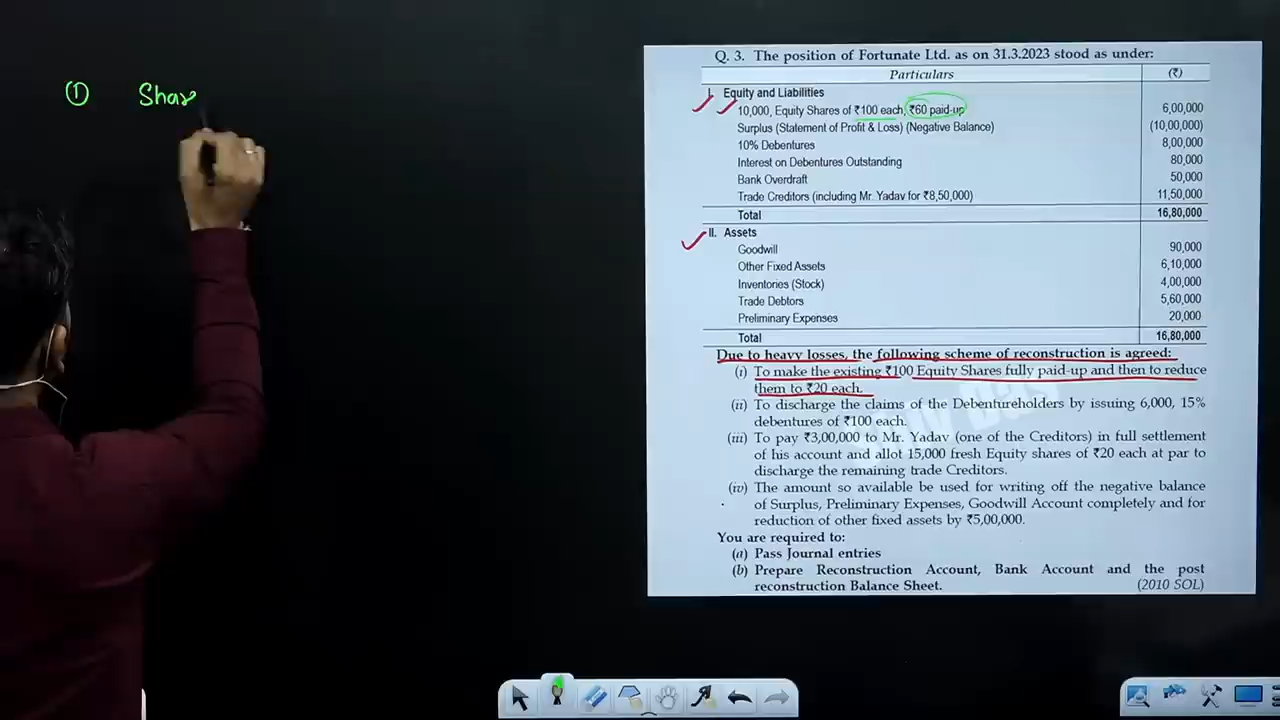 ① Shar
Q. 3. The position of Fortunate Ltd. as on 31.3.2023 stood as under:
Particulars (₹)
I. Equity and Liabilities
10,000, Equity Shares of ₹100 each, ₹60 paid-up 6,00,000
Surplus (Statement of Profit & Loss) (Negative Balance) (10,00,000)
10% Debentures 8,00,000
Interest on Debentures Outstanding 80,000
Bank Overdraft 50,000
Trade Creditors (including Mr. Yadav for ₹8,50,000) 11,50,000
Total 16,80,000
II. Assets
Goodwill 90,000
Other Fixed Assets 6,10,000
Inventories (Stock) 4,00,000
Trade Debtors 5,60,000
Preliminary Expenses 20,000
Total 16,80,000
Due to heavy losses, the following scheme of reconstruction is agreed:
(i) To make the existing ₹100 Equity Shares fully paid-up and then to reduce
them to ₹20 each.
(ii) To discharge the claims of the Debentureholders by issuing 6,000, 15%
debentures of ₹100 each.
(iii) To pay ₹3,00,000 to Mr. Yadav (one of the Creditors) in full settlement
of his account and allot 15,000 fresh Equity shares of ₹20 each at par to
discharge the remaining trade Creditors.
(iv) The amount so available be used for writing off the negative balance
of Surplus, Preliminary Expenses, Goodwill Account completely and for
reduction of other fixed assets by ₹5,00,000.
You are required to:
(a) Pass Journal entries
(b) Prepare Reconstruction Account, Bank Account and the post
reconstruction Balance Sheet. (2010 SOL)